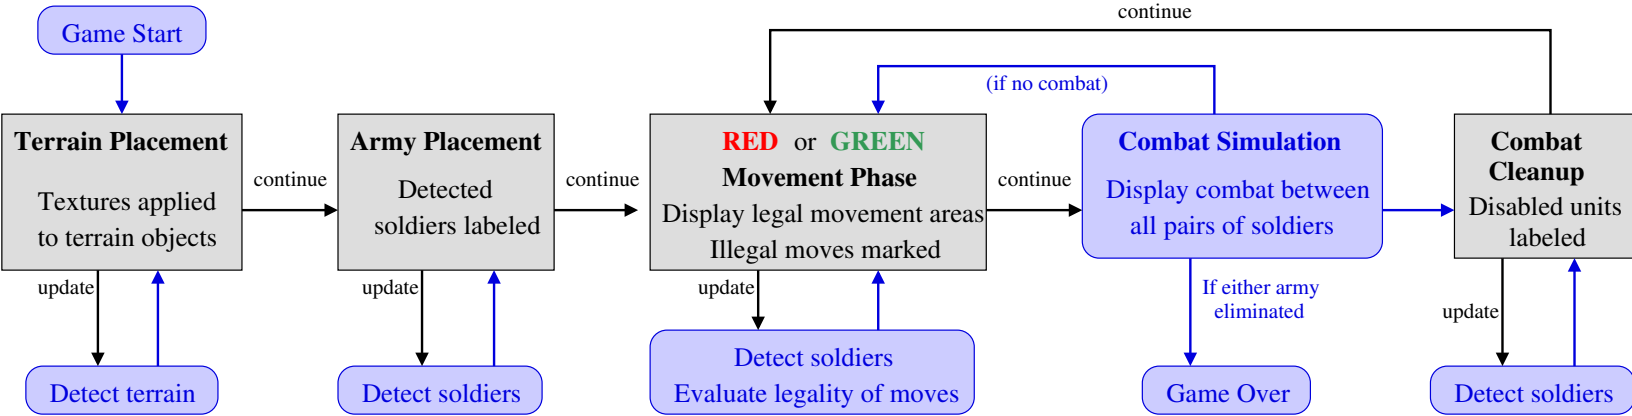 continue
Game Start
(if no combat)
Terrain Placement
Textures applied
to terrain objects
continue
Army Placement
Detected
soldiers labeled
continue
RED or GREEN
Movement Phase
Display legal movement areas
Illegal moves marked
continue
Combat Simulation
Display combat between
all pairs of soldiers
Combat
Cleanup
Disabled units
labeled
update
update
update
If either army
eliminated
update
Detect terrain
Detect soldiers
Detect soldiers
Evaluate legality of moves
Game Over
Detect soldiers